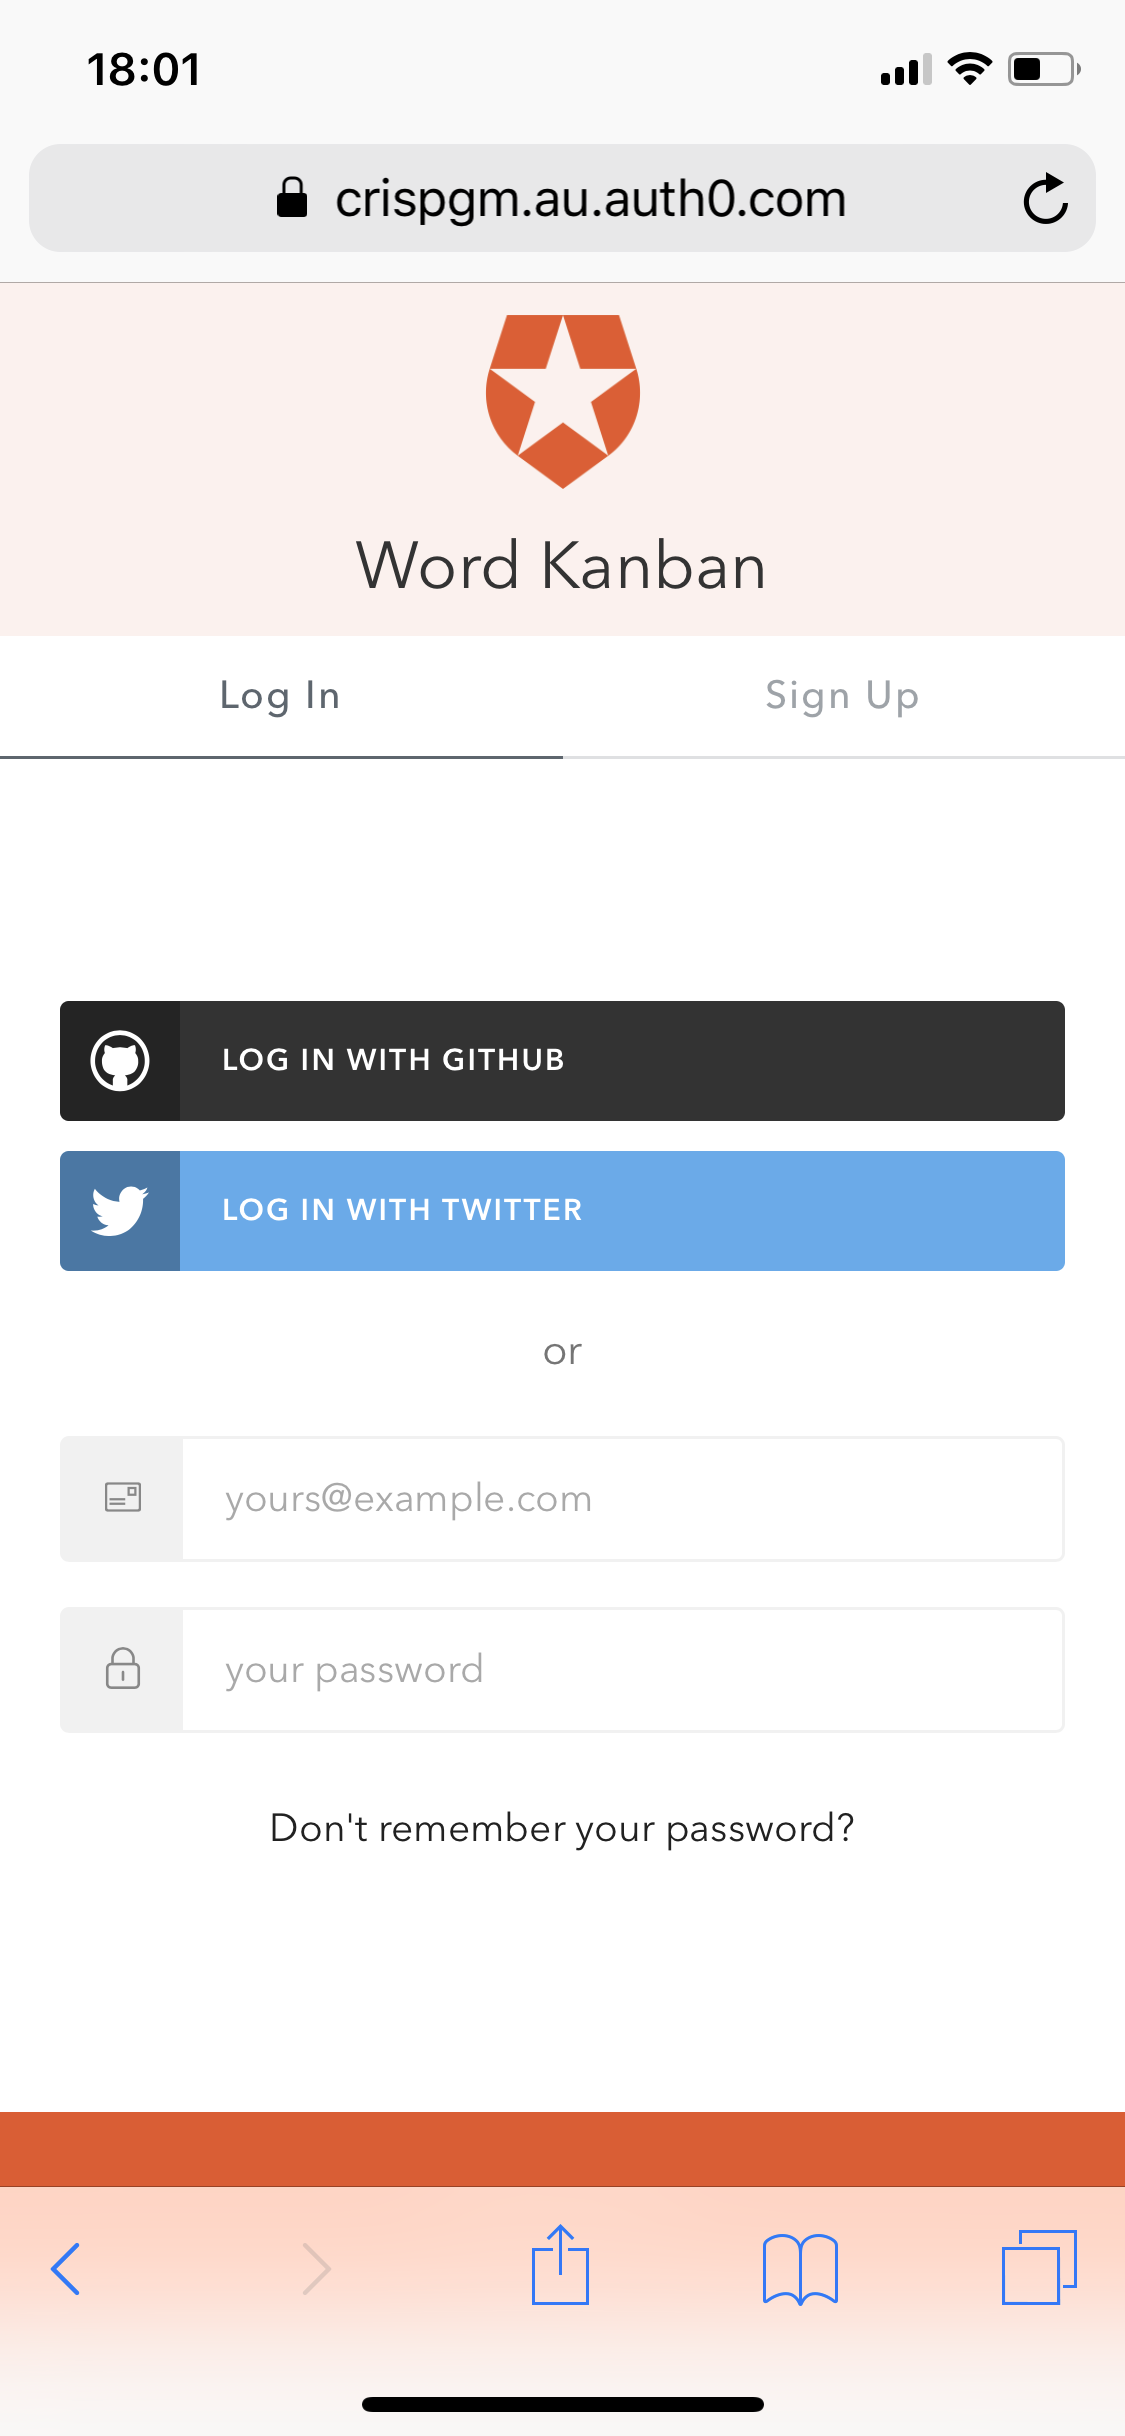 18:01
crispgm.au.auth0.com
Word Kanban
Log In
Sign Up
LOG IN WITH GITHUB
LOG IN WITH TWITTER
or
yours@example.com
your password
Don't remember your password?